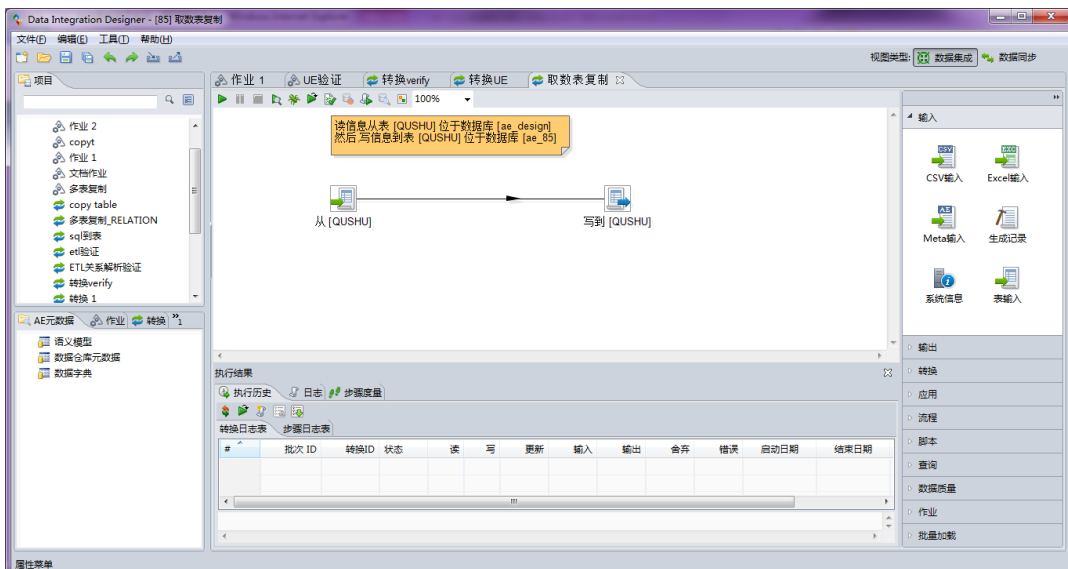 Data Integration Designer - [85] 取数表复制
文件(F) 编辑(E) 工具(T) 帮助(H)
视图类型: 数据集成 数据同步
项目
作业 2
copyt
作业 1
文档作业
多表复制
copy table
多表复制_RELATION
sql到表
etl验证
ETL关系解析验证
转换verify
转换 1
AE元数据 作业 转换 »1
语义模型
数据仓库元数据
数据字典
作业 1 UE验证 转换verify 转换UE 取数表复制
100%
读信息从表 [QUSHU] 位于数据库 [ae_design]
然后,写信息到表 [QUSHU] 位于数据库 [ae_85]
从 [QUSHU] 写到 [QUSHU]
执行结果
执行历史 日志 步骤度量
转换日志表 步骤日志表
# 批次 ID 转换ID 状态 读 写 更新 输入 输出 舍弃 错误 启动日期 结束日期
输入
CSV输入 Excel输入
Meta输入 生成记录
系统信息 表输入
输出
转换
应用
流程
脚本
查询
数据质量
作业
批量加载
属性菜单